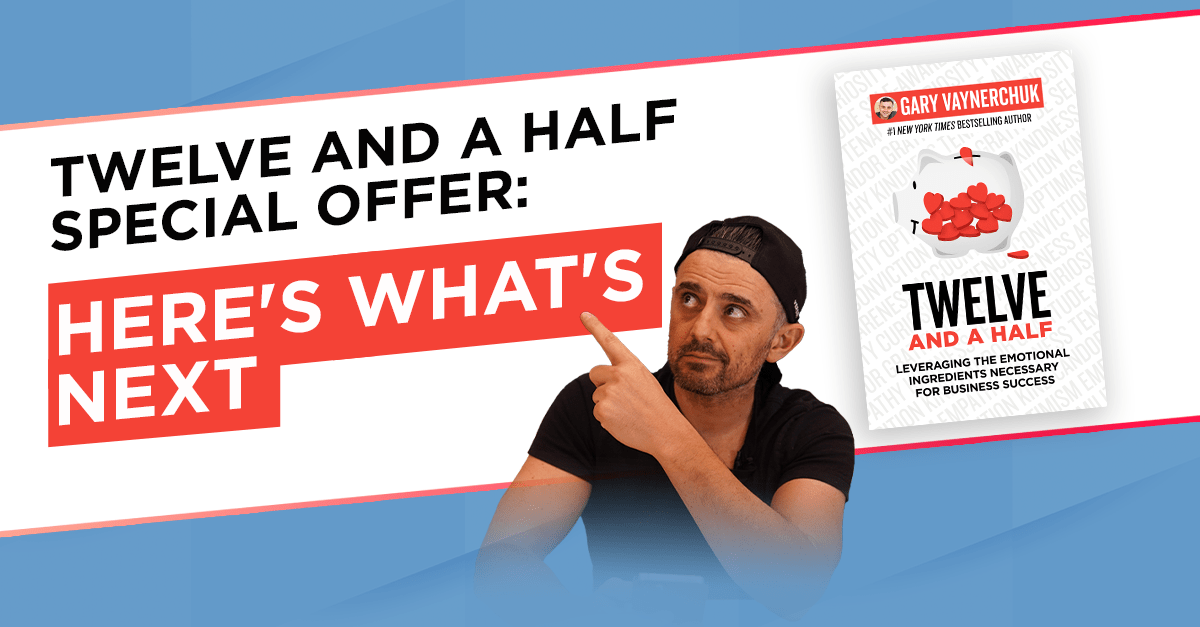 TWELVE AND A HALF
SPECIAL OFFER:
HERE'S WHAT'S
NEXT
GARY VAYNERCHUK
#1 NEW YORK TIMES BESTSELLING AUTHOR
TWELVE
AND A HALF
LEVERAGING THE EMOTIONAL
INGREDIENTS NECESSARY
FOR BUSINESS SUCCESS